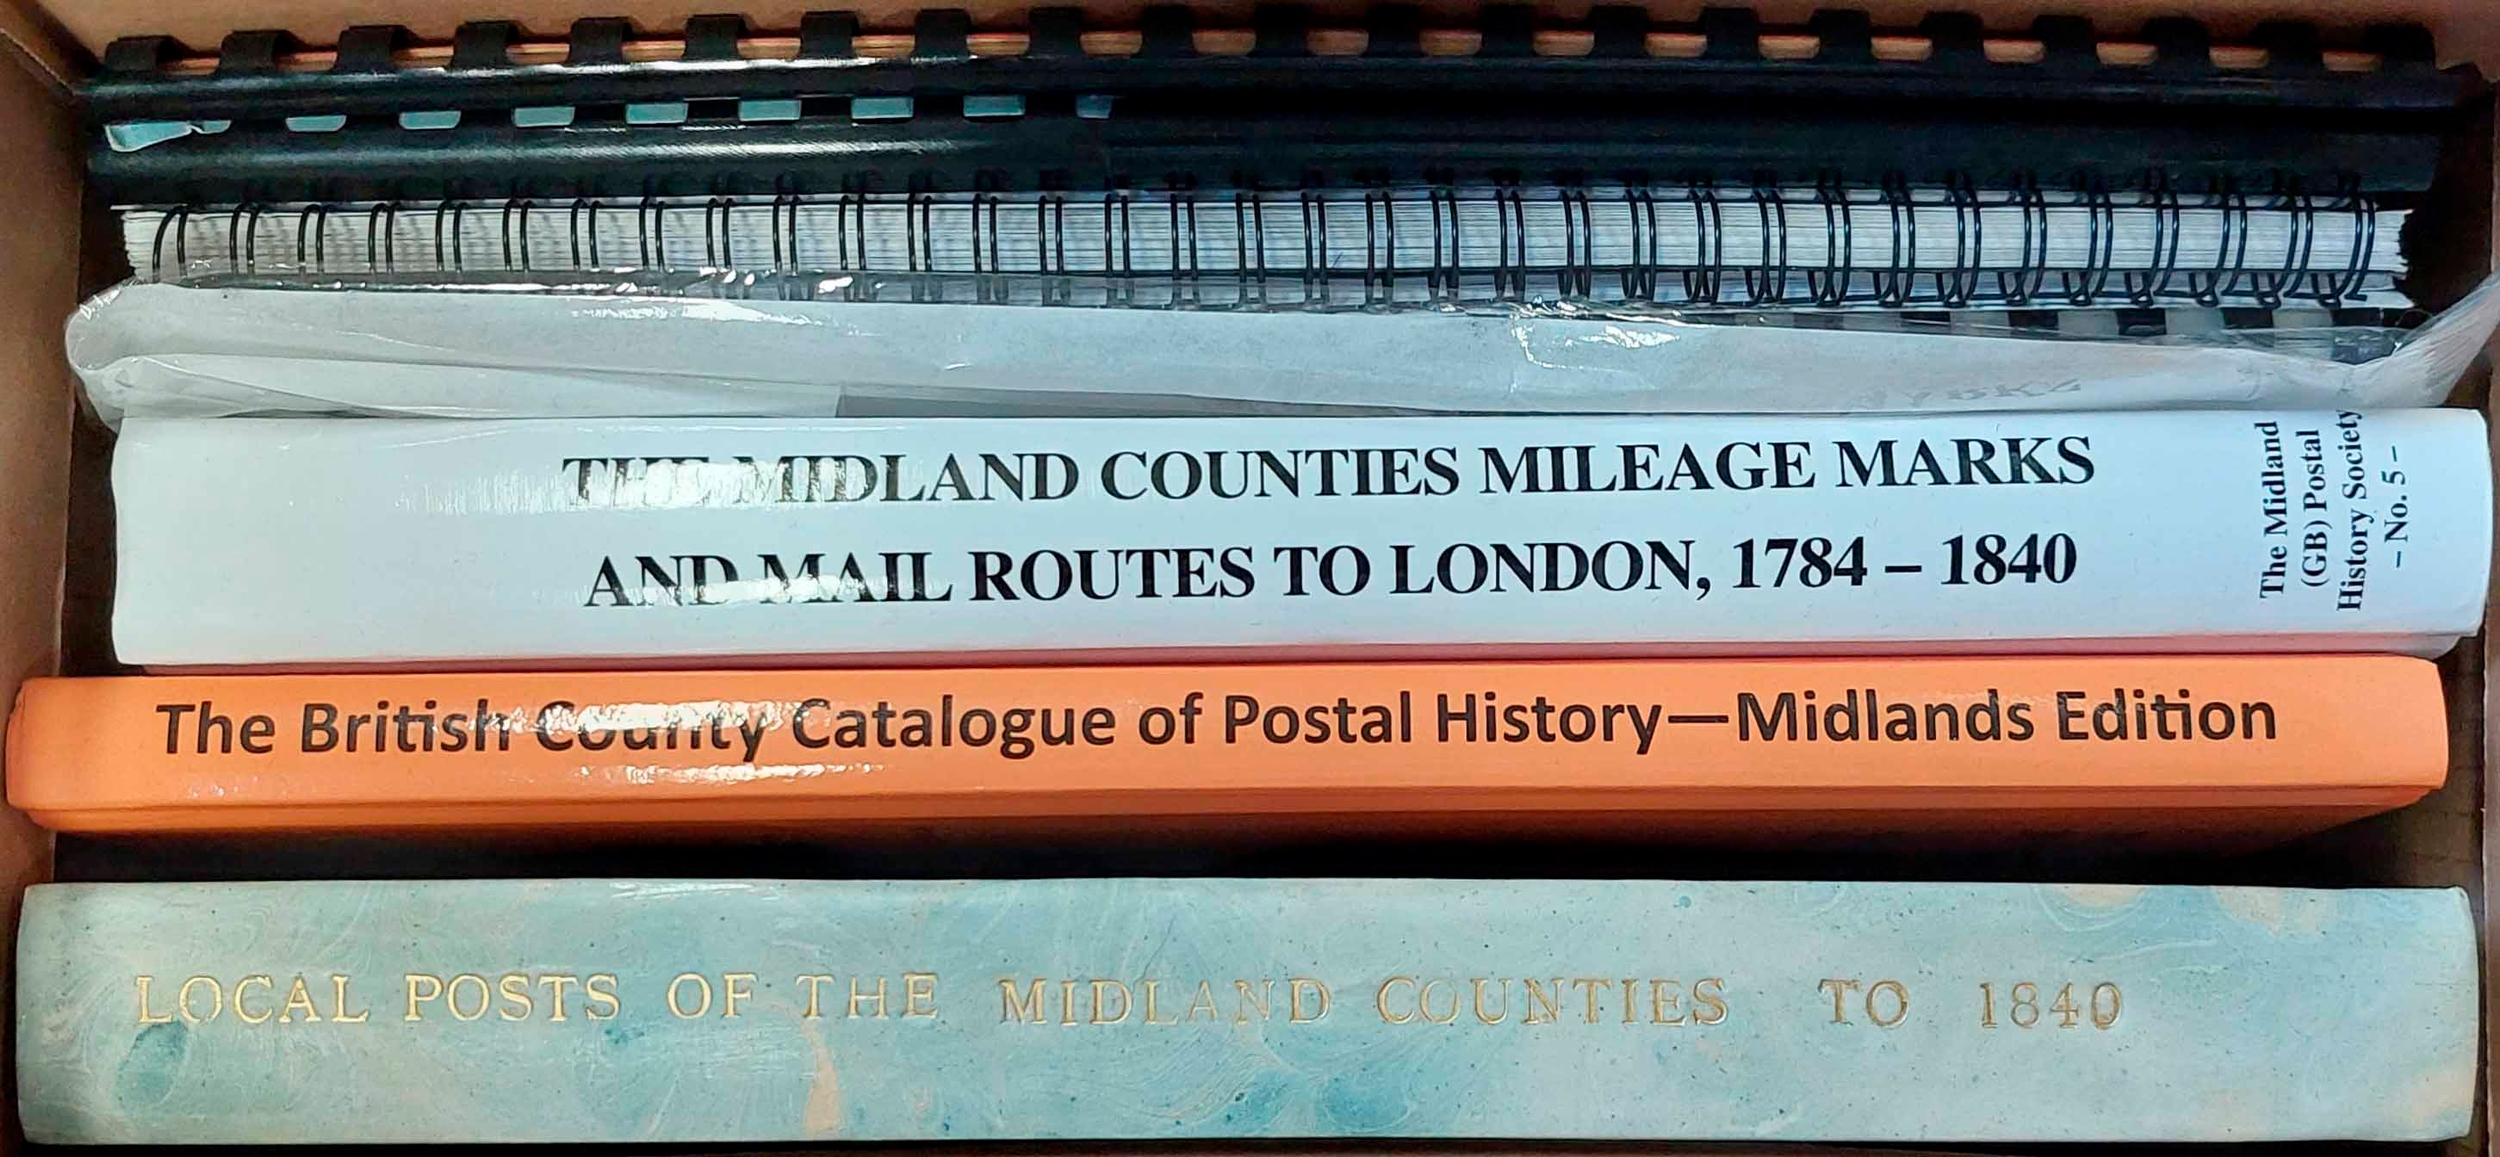 THE MIDLAND COUNTIES MILEAGE MARKS
AND MAIL ROUTES TO LONDON, 1784 – 1840
The Midland
(GB) Postal
History Society
– No. 5 –
The British County Catalogue of Postal History—Midlands Edition
LOCAL POSTS OF THE MIDLAND COUNTIES TO 1840